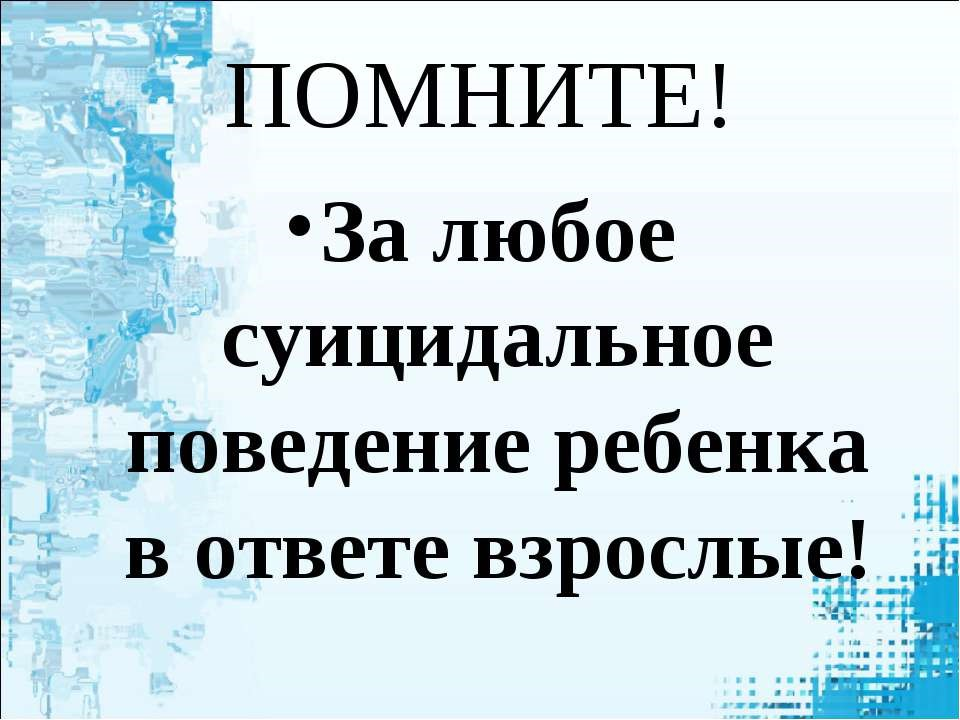 ПОМНИТЕ!
• За любое
суицидальное
поведение ребенка
в ответе взрослые!